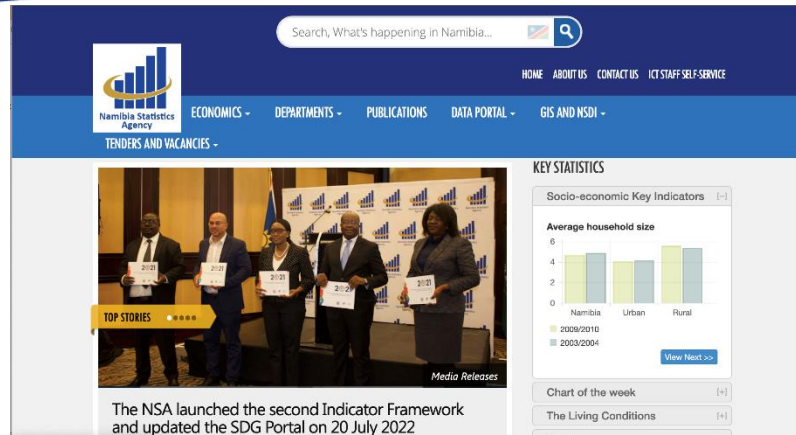 Search, What's happening in Namibia...
HOME ABOUT US CONTACT US ICT STAFF SELF-SERVICE
Namibia Statistics
Agency
ECONOMICS DEPARTMENTS PUBLICATIONS DATA PORTAL GIS AND NSDI
TENDERS AND VACANCIES
KEY STATISTICS
Socio-economic Key Indicators [-]
Average household size
6
4
2
0
Namibia Urban Rural
2009/2010
2003/2004
View Next >>
2021 2021 2021 2021
TOP STORIES
Media Releases
The NSA launched the second Indicator Framework
and updated the SDG Portal on 20 July 2022
Chart of the week [+]
The Living Conditions [+]